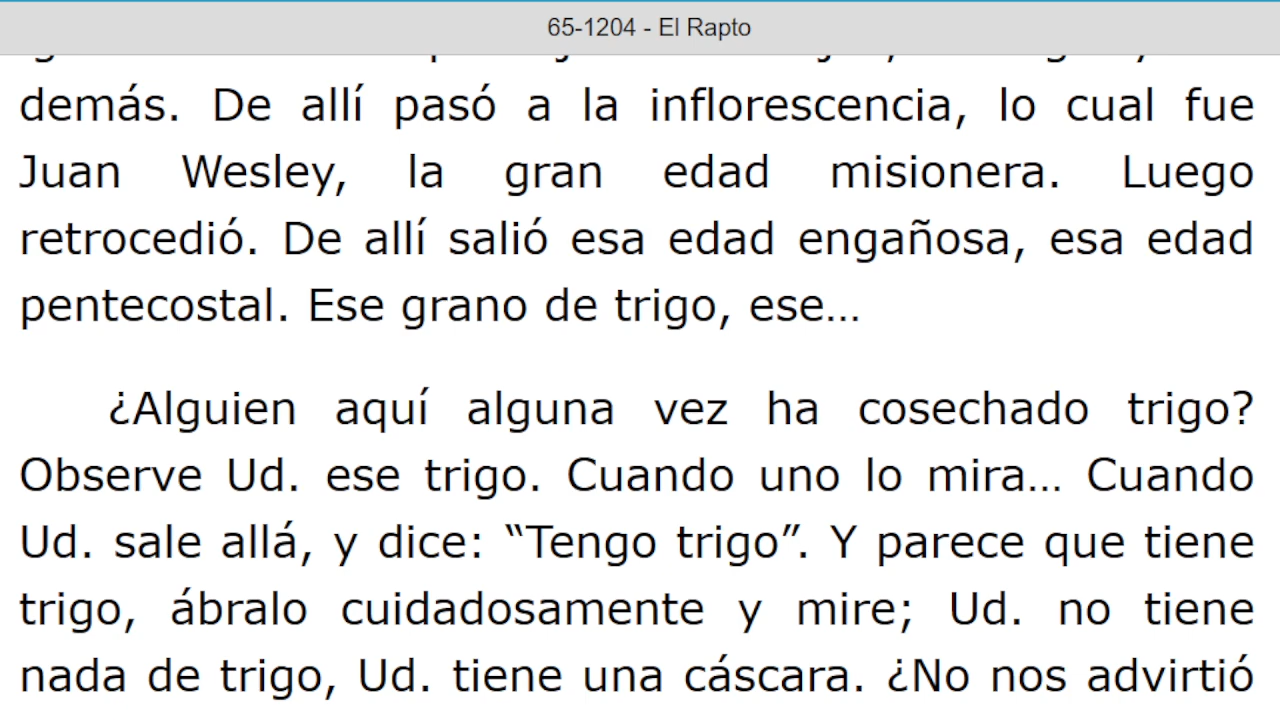 65-1204 - El Rapto
demás. De allí pasó a la inflorescencia, lo cual fue
Juan Wesley, la gran edad misionera. Luego
retrocedió. De allí salió esa edad engañosa, esa edad
pentecostal. Ese grano de trigo, ese...
¿Alguien aquí alguna vez ha cosechado trigo?
Observe Ud. ese trigo. Cuando uno lo mira... Cuando
Ud. sale allá, y dice: “Tengo trigo”. Y parece que tiene
trigo, ábralo cuidadosamente y mire; Ud. no tiene
nada de trigo, Ud. tiene una cáscara. ¿No nos advirtió